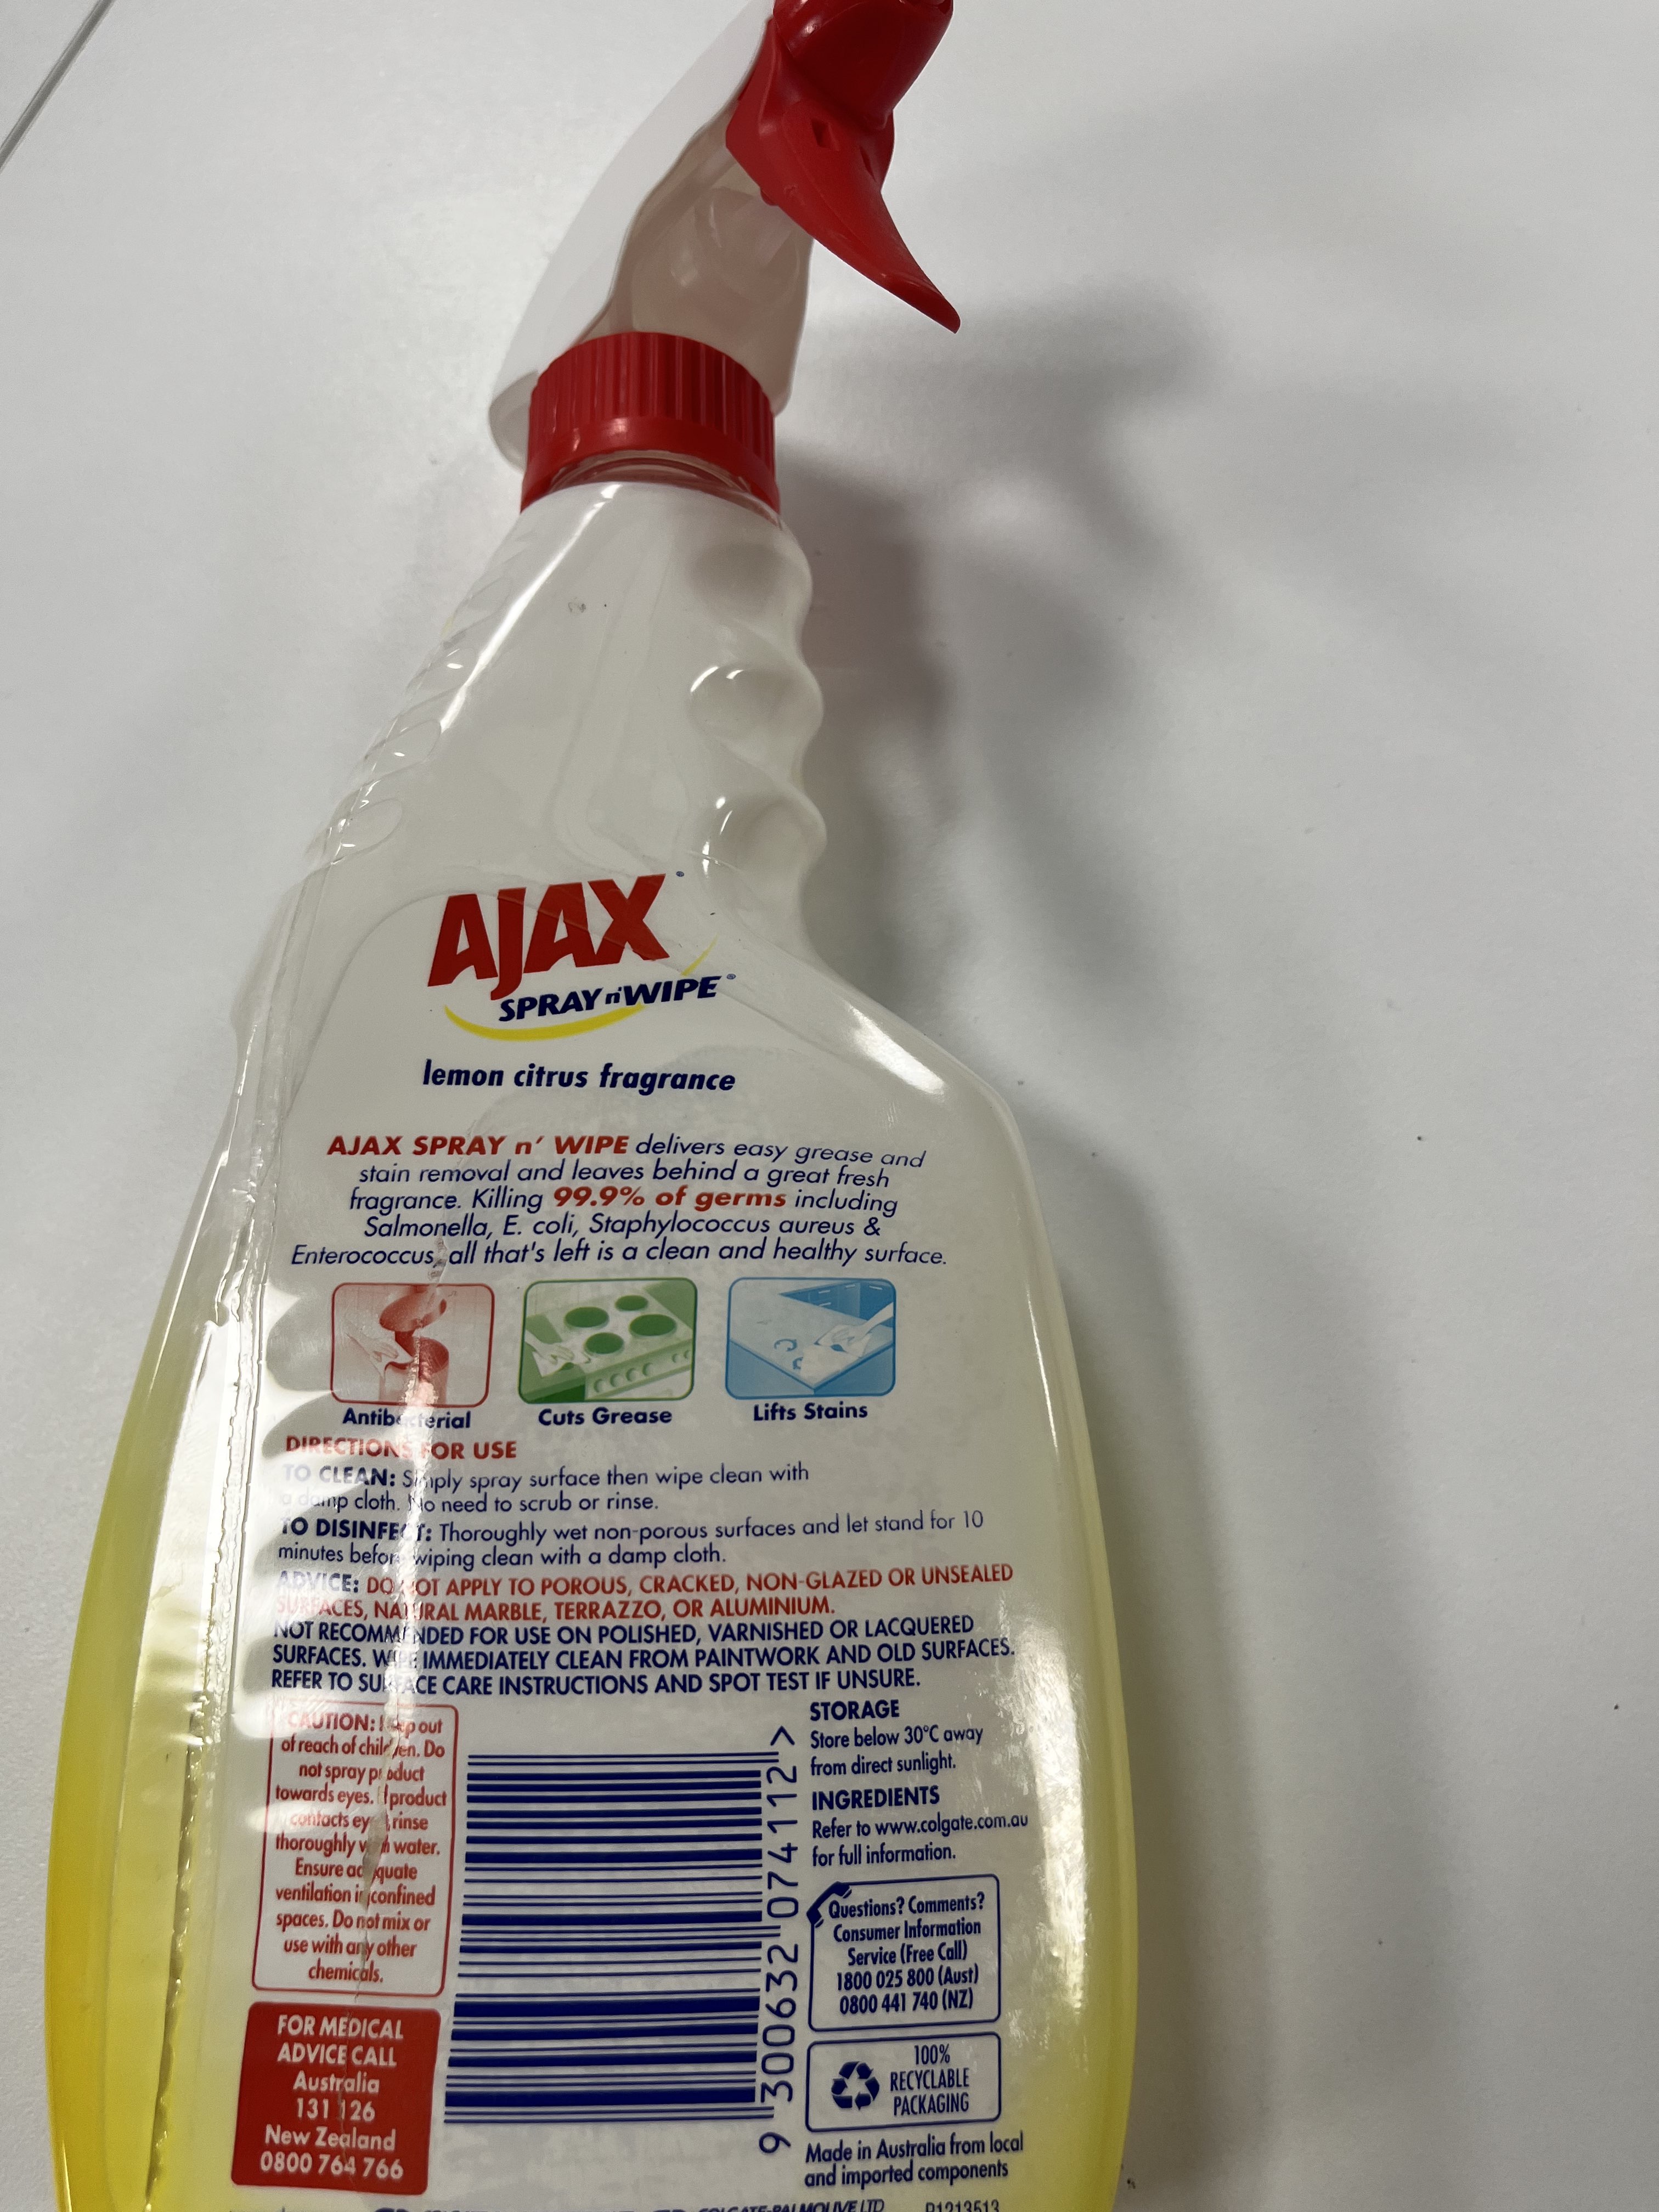 AJAX
SPRAY n' WIPE
lemon citrus fragrance
AJAX SPRAY n' WIPE delivers easy grease and
stain removal and leaves behind a great fresh
fragrance. Killing 99.9% of germs including
Salmonella, E. coli, Staphylococcus aureus &
Enterococcus, all that's left is a clean and healthy surface.
Antibacterial
Cuts Grease
Lifts Stains
DIRECTIONS FOR USE
TO CLEAN: Simply spray surface then wipe clean with
a damp cloth. No need to scrub or rinse.
TO DISINFECT: Thoroughly wet non-porous surfaces and let stand for 10
minutes before wiping clean with a damp cloth.
ADVICE: DO NOT APPLY TO POROUS, CRACKED, NON-GLAZED OR UNSEALED
SURFACES, NATURAL MARBLE, TERRAZZO, OR ALUMINIUM.
NOT RECOMMENDED FOR USE ON POLISHED, VARNISHED OR LACQUERED
SURFACES. WIPE IMMEDIATELY CLEAN FROM PAINTWORK AND OLD SURFACES.
REFER TO SURFACE CARE INSTRUCTIONS AND SPOT TEST IF UNSURE.
CAUTION: Keep out
of reach of children. Do
not spray product
towards eyes. If product
contacts eyes rinse
thoroughly with water.
Ensure adequate
ventilation in confined
spaces. Do not mix or
use with any other
chemicals.
FOR MEDICAL
ADVICE CALL
Australia
131 126
New Zealand
0800 764 766
9 300632 074112 >
STORAGE
Store below 30°C away
from direct sunlight.
INGREDIENTS
Refer to www.colgate.com.au
for full information.
Questions? Comments?
Consumer Information
Service (Free Call)
1800 025 800 (Aust)
0800 441 740 (NZ)
100%
RECYCLABLE
PACKAGING
Made in Australia from local
and imported components
COLGATE-PALMOLIVE LTD
P1213513